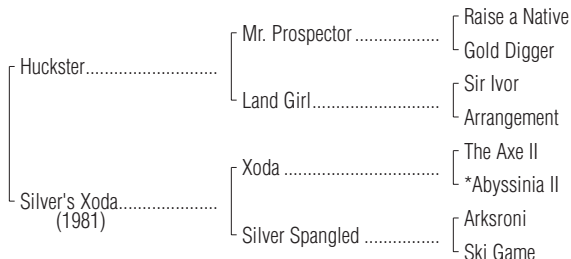 Raise a Native
Mr. Prospector ..................
Gold Digger
Huckster............................
Sir Ivor
Land Girl...........................
Arrangement
The Axe II
Xoda .................................
*Abyssinia II
Silver's Xoda.....................
(1981)
Arksroni
Silver Spangled ................
Ski Game